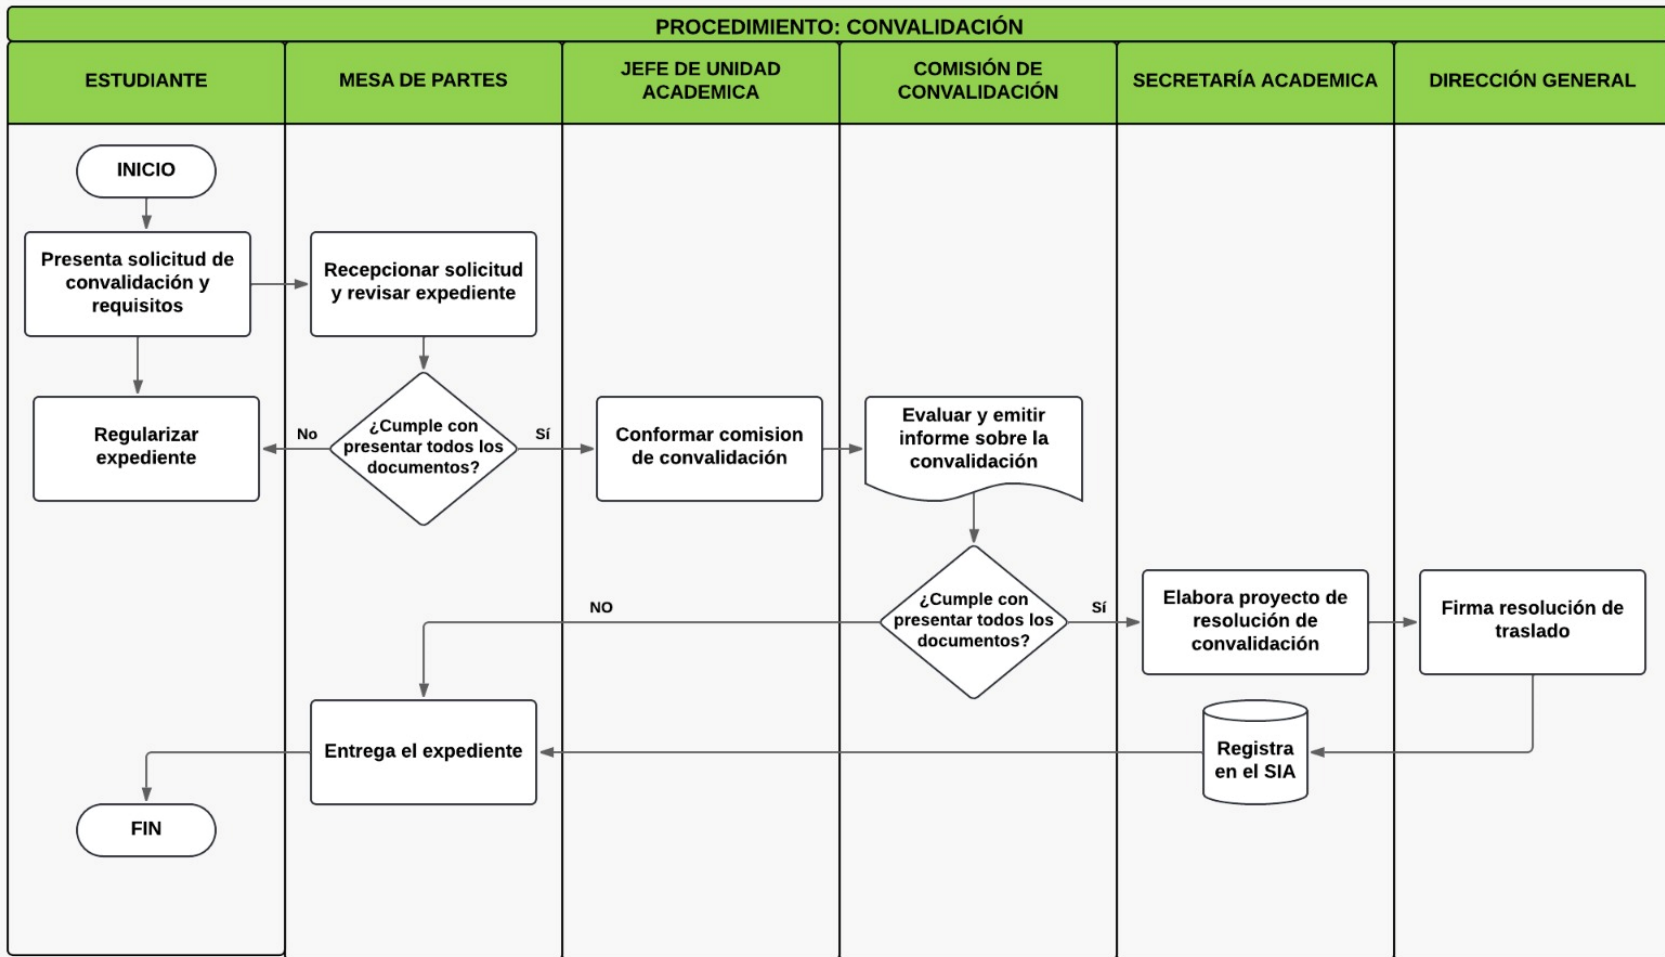 PROCEDIMIENTO: CONVALIDACIÓN
ESTUDIANTE
MESA DE PARTES
JEFE DE UNIDAD
ACADEMICA
COMISIÓN DE
CONVALIDACIÓN
SECRETARÍA ACADEMICA
DIRECCIÓN GENERAL
INICIO
Presenta solicitud de
convalidación y
requisitos
Recepcionar solicitud
y revisar expediente
Regularizar
expediente
No
¿Cumple con
presentar todos los
documentos?
Sí
Conformar comision
de convalidación
Evaluar y emitir
informe sobre la
convalidación
NO
¿Cumple con
presentar todos los
documentos?
Sí
Elabora proyecto de
resolución de
convalidación
Firma resolución de
traslado
Entrega el expediente
Registra
en el SIA
FIN